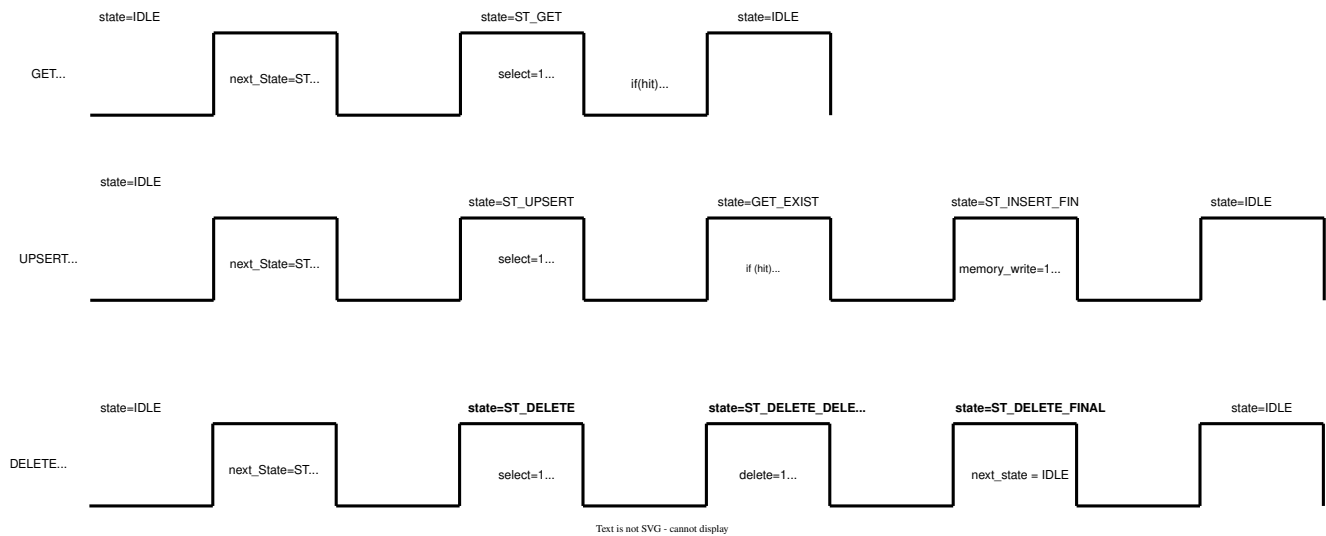 state=IDLE
state=ST_GET
state=IDLE
GET...
next_State=ST...
select=1...
if(hit)...
state=IDLE
state=ST_UPSERT
state=GET_EXIST
state=ST_INSERT_FIN
state=IDLE
UPSERT...
next_State=ST...
select=1...
if (hit)...
memory_write=1...
state=IDLE
state=ST_DELETE
state=ST_DELETE_DELE...
state=ST_DELETE_FINAL
state=IDLE
DELETE...
next_State=ST...
select=1...
delete=1...
next_state = IDLE
Text is not SVG - cannot display